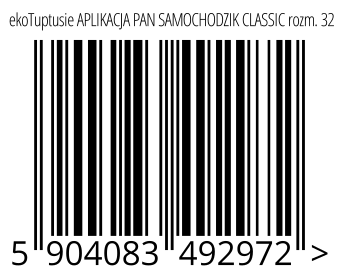 ekoTuptusie APLIKACJA PAN SAMOCHODZIK CLASSIC rozm. 32
5 904083 492972 >